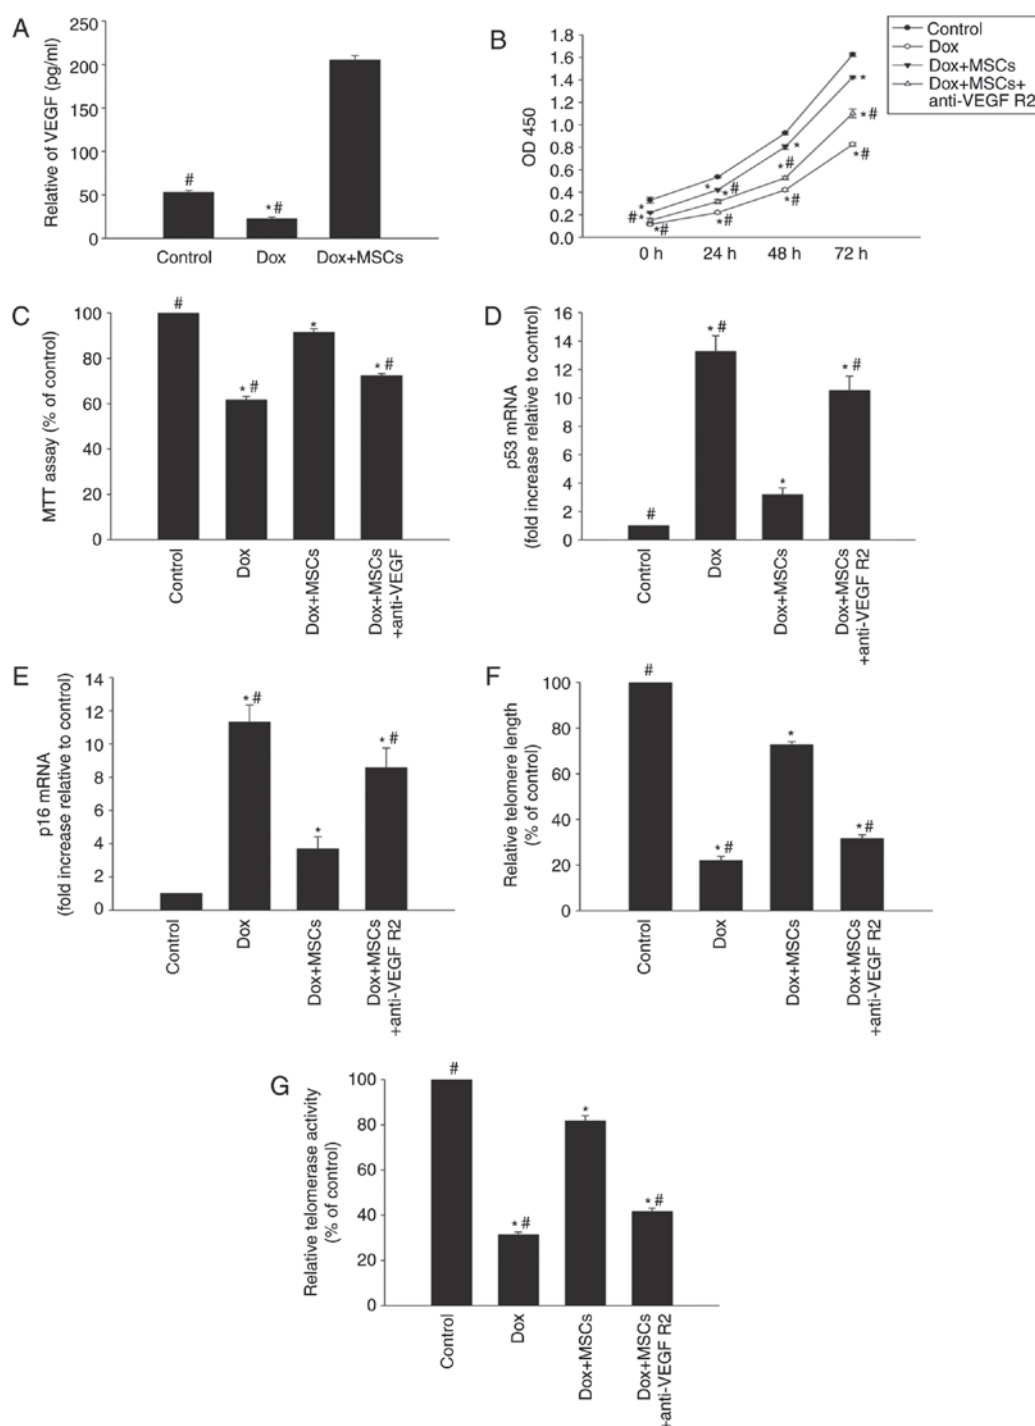 A
Relative of VEGF (pg/ml)
250
200
150
100
50
0
#
* #
Control
Dox
Dox+MSCs
B
OD 450
1.8
1.6
1.4
1.2
1.0
0.8
0.6
0.4
0.2
0.0
Control
Dox
Dox+MSCs
Dox+MSCs+
anti-VEGF R2
*
#*
*#
*
*#
*#
*
*#
*#
*
*#
*#
0 h
24 h
48 h
72 h
C
MTT assay (% of control)
100
80
60
40
60
0
#
* #
*
* #
Control
Dox
Dox+MSCs
Dox+MSCs
+anti-VEGF
D
p53 mRNA
(fold increase relative to control)
16
14
12
10
8
6
4
2
0
#
* #
*
* #
Control
Dox
Dox+MSCs
Dox+MSCs
+anti-VEGF R2
E
p16 mRNA
(fold increase relative to control)
14
12
10
8
6
4
2
0
*#
*
*#
Control
Dox
Dox+MSCs
Dox+MSCs
+anti-VEGF R2
F
Relative telomere length
(% of control)
100
80
60
40
20
0
#
*#
*
*#
Control
Dox
Dox+MSCs
Dox+MSCs
+anti-VEGF R2
G
Relative telomerase activity
(% of control)
100
80
60
40
20
0
#
*#
*
*#
Control
Dox
Dox+MSCs
Dox+MSCs
+anti-VEGF R2